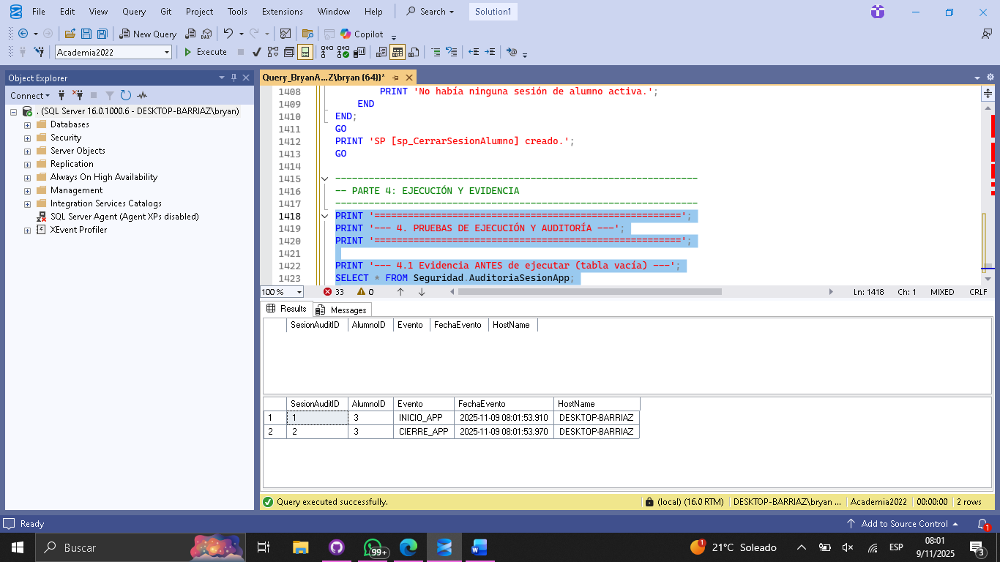 File Edit View Query Git Project Tools Extensions Window Help Search Solution1
New Query Copilot
Academia2022 Execute
Object Explorer
Connect
. (SQL Server 16.0.1000.6 - DESKTOP-BARRIAZ\bryan)
Databases
Security
Server Objects
Replication
Always On High Availability
Management
Integration Services Catalogs
SQL Server Agent (Agent XPs disabled)
XEvent Profiler
Query_BryanA...Z\bryan (64))*
1408 PRINT 'No había ninguna sesión de alumno activa.';
1409 END
1410 END;
1411 GO
1412 PRINT 'SP [sp_CerrarSesionAlumno] creado.';
1413 GO
1414
1415 -----------------------------------------------------------------
1416 -- PARTE 4: EJECUCIÓN Y EVIDENCIA
1417 -----------------------------------------------------------------
1418 PRINT '=======================================================';
1419 PRINT '--- 4. PRUEBAS DE EJECUCIÓN Y AUDITORÍA ---';
1420 PRINT '=======================================================';
1421
1422 PRINT '--- 4.1 Evidencia ANTES de ejecutar (tabla vacía) ---';
1423 SELECT * FROM Seguridad.AuditoriaSesionApp;
100 % 33 0 Ln: 1418 Ch: 1 MIXED CRLF
Results Messages
SesionAuditID AlumnoID Evento FechaEvento HostName
SesionAuditID AlumnoID Evento FechaEvento HostName
1 1 3 INICIO_APP 2025-11-09 08:01:53.910 DESKTOP-BARRIAZ
2 2 3 CIERRE_APP 2025-11-09 08:01:53.970 DESKTOP-BARRIAZ
Query executed successfully. (local) (16.0 RTM) DESKTOP-BARRIAZ\bryan ... Academia2022 00:00:00 2 rows
Ready Add to Source Control 1
Buscar 99+ 1 21°C Soleado ESP 08:01
9/11/2025 3